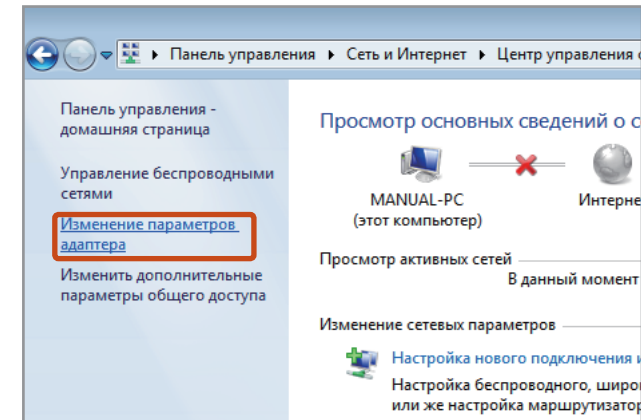 Панель управления ▸ Сеть и Интернет ▸ Центр управления
Панель управления -
домашняя страница
Управление беспроводными
сетями
Изменение параметров
адаптера
Изменить дополнительные
параметры общего доступа
Просмотр основных сведений о
MANUAL-PC
(этот компьютер)
Интерне
Просмотр активных сетей
В данный момент
Изменение сетевых параметров
Настройка нового подключения
Настройка беспроводного, широ
или же настройка маршрутизатор